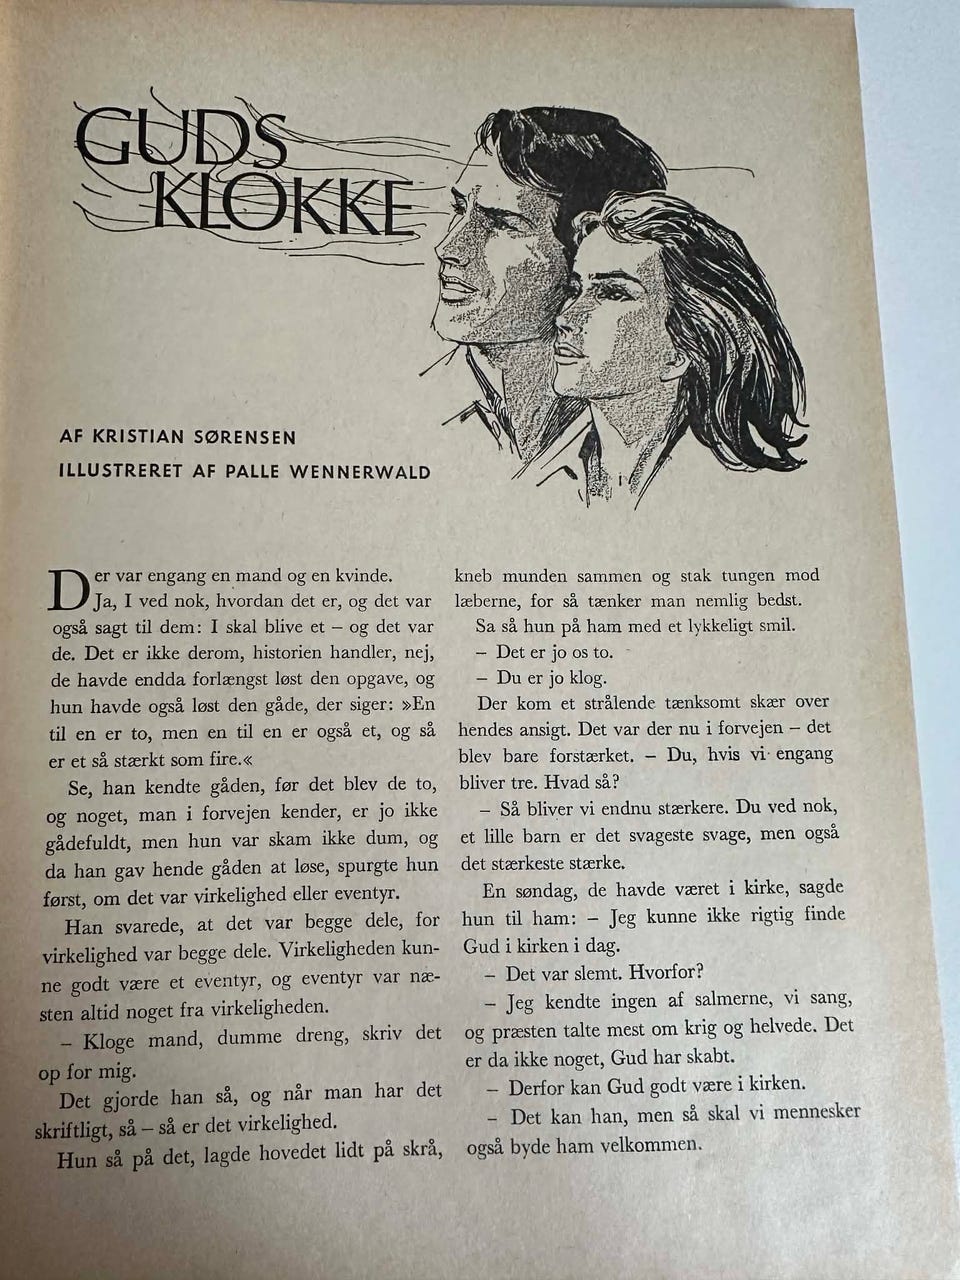 GUDS
KLOKKE
AF KRISTIAN SØRENSEN
ILLUSTRERET AF PALLE WENNERWALD
Der var engang en mand og en kvinde.
Ja, I ved nok, hvordan det er, og det var
også sagt til dem: I skal blive et – og det var
de. Det er ikke derom, historien handler, nej,
de havde endda forlængst løst den opgave, og
hun havde også løst den gåde, der siger: »En
til en er to, men en til en er også et, og så
er et så stærkt som fire.«
Se, han kendte gåden, før det blev de to,
og noget, man i forvejen kender, er jo ikke
gådefuldt, men hun var skam ikke dum, og
da han gav hende gåden at løse, spurgte hun
først, om det var virkelighed eller eventyr.
Han svarede, at det var begge dele, for
virkelighed var begge dele. Virkeligheden kun-
ne godt være et eventyr, og eventyr var næ-
sten altid noget fra virkeligheden.
– Kloge mand, dumme dreng, skriv det
op for mig.
Det gjorde han så, og når man har det
skriftligt, så – så er det virkelighed.
Hun så på det, lagde hovedet lidt på skrå,
kneb munden sammen og stak tungen mod
læberne, for så tænker man nemlig bedst.
Sa så hun på ham med et lykkeligt smil.
– Det er jo os to.
– Du er jo klog.
Der kom et strålende tænksomt skær over
hendes ansigt. Det var der nu i forvejen – det
blev bare forstærket. – Du, hvis vi engang
bliver tre. Hvad så?
– Så bliver vi endnu stærkere. Du ved nok,
et lille barn er det svageste svage, men også
det stærkeste stærke.
En søndag, de havde været i kirke, sagde
hun til ham: – Jeg kunne ikke rigtig finde
Gud i kirken i dag.
– Det var slemt. Hvorfor?
– Jeg kendte ingen af salmerne, vi sang,
og præsten talte mest om krig og helvede. Det
er da ikke noget, Gud har skabt.
– Derfor kan Gud godt være i kirken.
– Det kan han, men så skal vi mennesker
også byde ham velkommen.